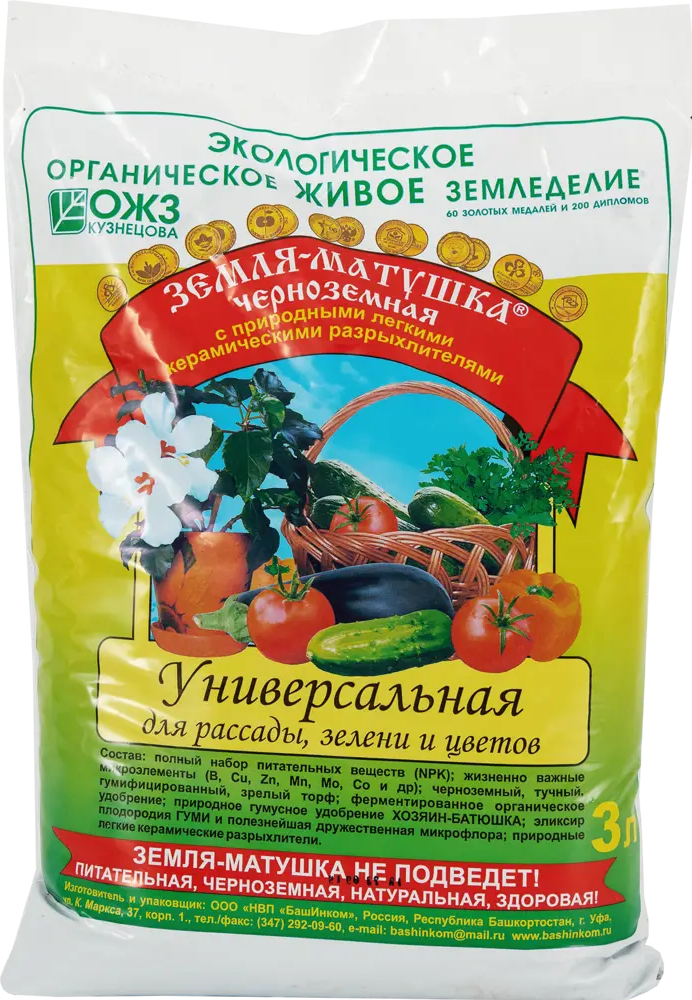 ЭКОЛОГИЧЕСКОЕ
ОРГАНИЧЕСКОЕ ЖИВОЕ ЗЕМЛЕДЕЛИЕ
60 ЗОЛОТЫХ МЕДАЛЕЙ И 200 ДИПЛОМОВ
ОЖЗ
КУЗНЕЦОВА
ЗЕМЛЯ-МАТУШКА®
ЧЕРНОЗЕМНАЯ
с природными легкими
керамическими разрыхлителями
Универсальная
для рассады, зелени и цветов
Состав: полный набор питательных веществ (NPK); жизненно важные
микроэлементы (B, Cu, Zn, Mn, Mo, Co и др); черноземный, тучный,
гумифицированный, зрелый торф; ферментированное органическое
удобрение; природное гумусное удобрение ХОЗЯИН-БАТЮШКА; эликсир
плодородия ГУМИ и полезнейшая дружественная микрофлора; природные
легкие керамические разрыхлители.
3 л
ЗЕМЛЯ-МАТУШКА НЕ ПОДВЕДЕТ!
ПИТАТЕЛЬНАЯ, ЧЕРНОЗЕМНАЯ, НАТУРАЛЬНАЯ, ЗДОРОВАЯ!
Изготовитель и упаковщик: ООО «НВП «БашИнком», Россия, Республика Башкортостан, г. Уфа,
ул. К. Маркса, 37, корп. 1., тел./факс: (347) 292-09-60, e-mail: bashinkom@mail.ru www.bashinkom.ru